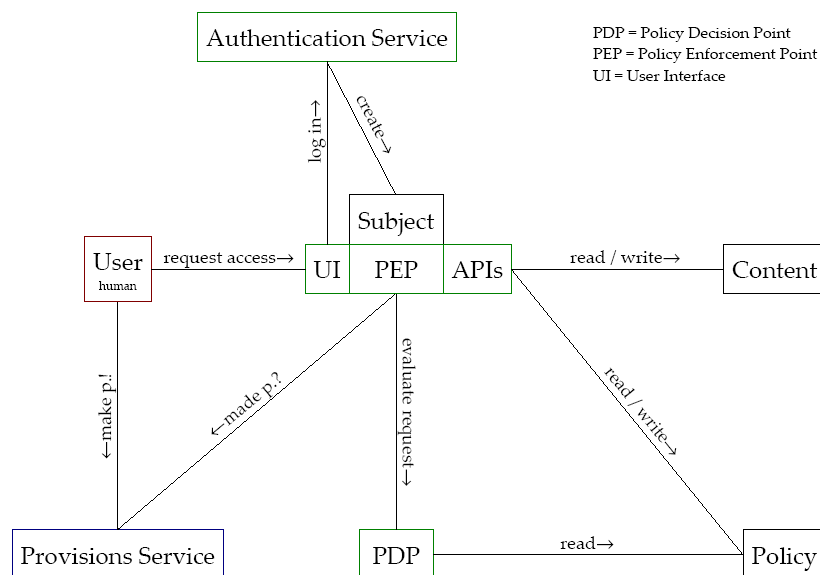 Authentication Service
PDP = Policy Decision Point
PEP = Policy Enforcement Point
UI = User Interface
log in→
create→
Subject
User
human
request access→
UI
PEP
APIs
read / write→
Content
←make p.!
←made p.?
evaluate request→
read / write→
Provisions Service
PDP
read→
Policy